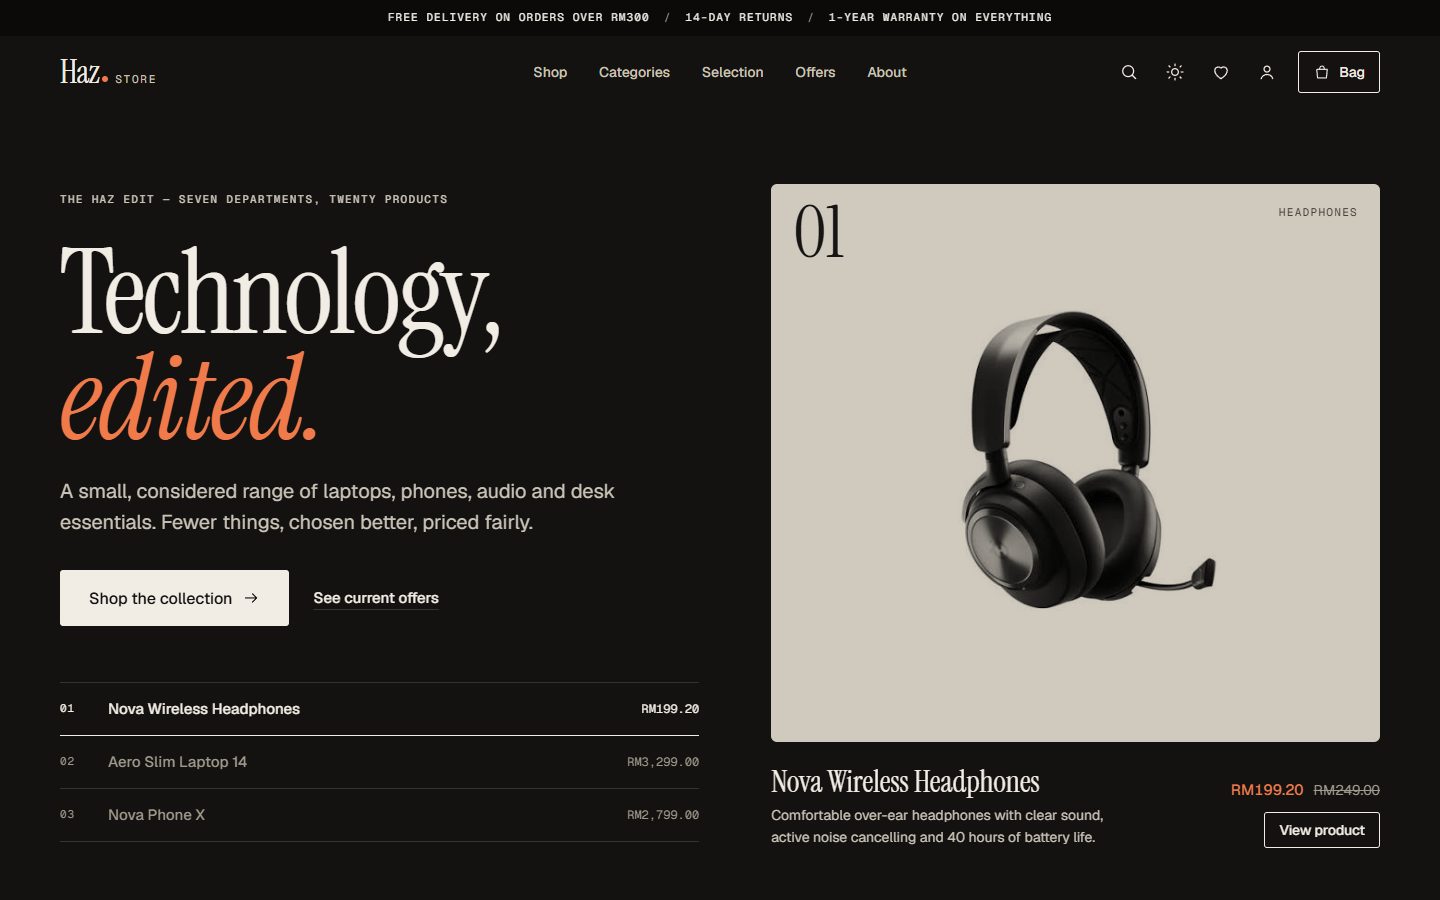 FREE DELIVERY ON ORDERS OVER RM300 / 14-DAY RETURNS / 1-YEAR WARRANTY ON EVERYTHING
Haz. STORE
Shop Categories Selection Offers About
Bag
THE HAZ EDIT — SEVEN DEPARTMENTS, TWENTY PRODUCTS
Technology,
edited.
A small, considered range of laptops, phones, audio and desk
essentials. Fewer things, chosen better, priced fairly.
Shop the collection →
See current offers
01 Nova Wireless Headphones RM199.20
02 Aero Slim Laptop 14 RM3,299.00
03 Nova Phone X RM2,799.00
01
HEADPHONES
Nova Wireless Headphones
RM199.20 RM249.00
Comfortable over-ear headphones with clear sound,
active noise cancelling and 40 hours of battery life.
View product